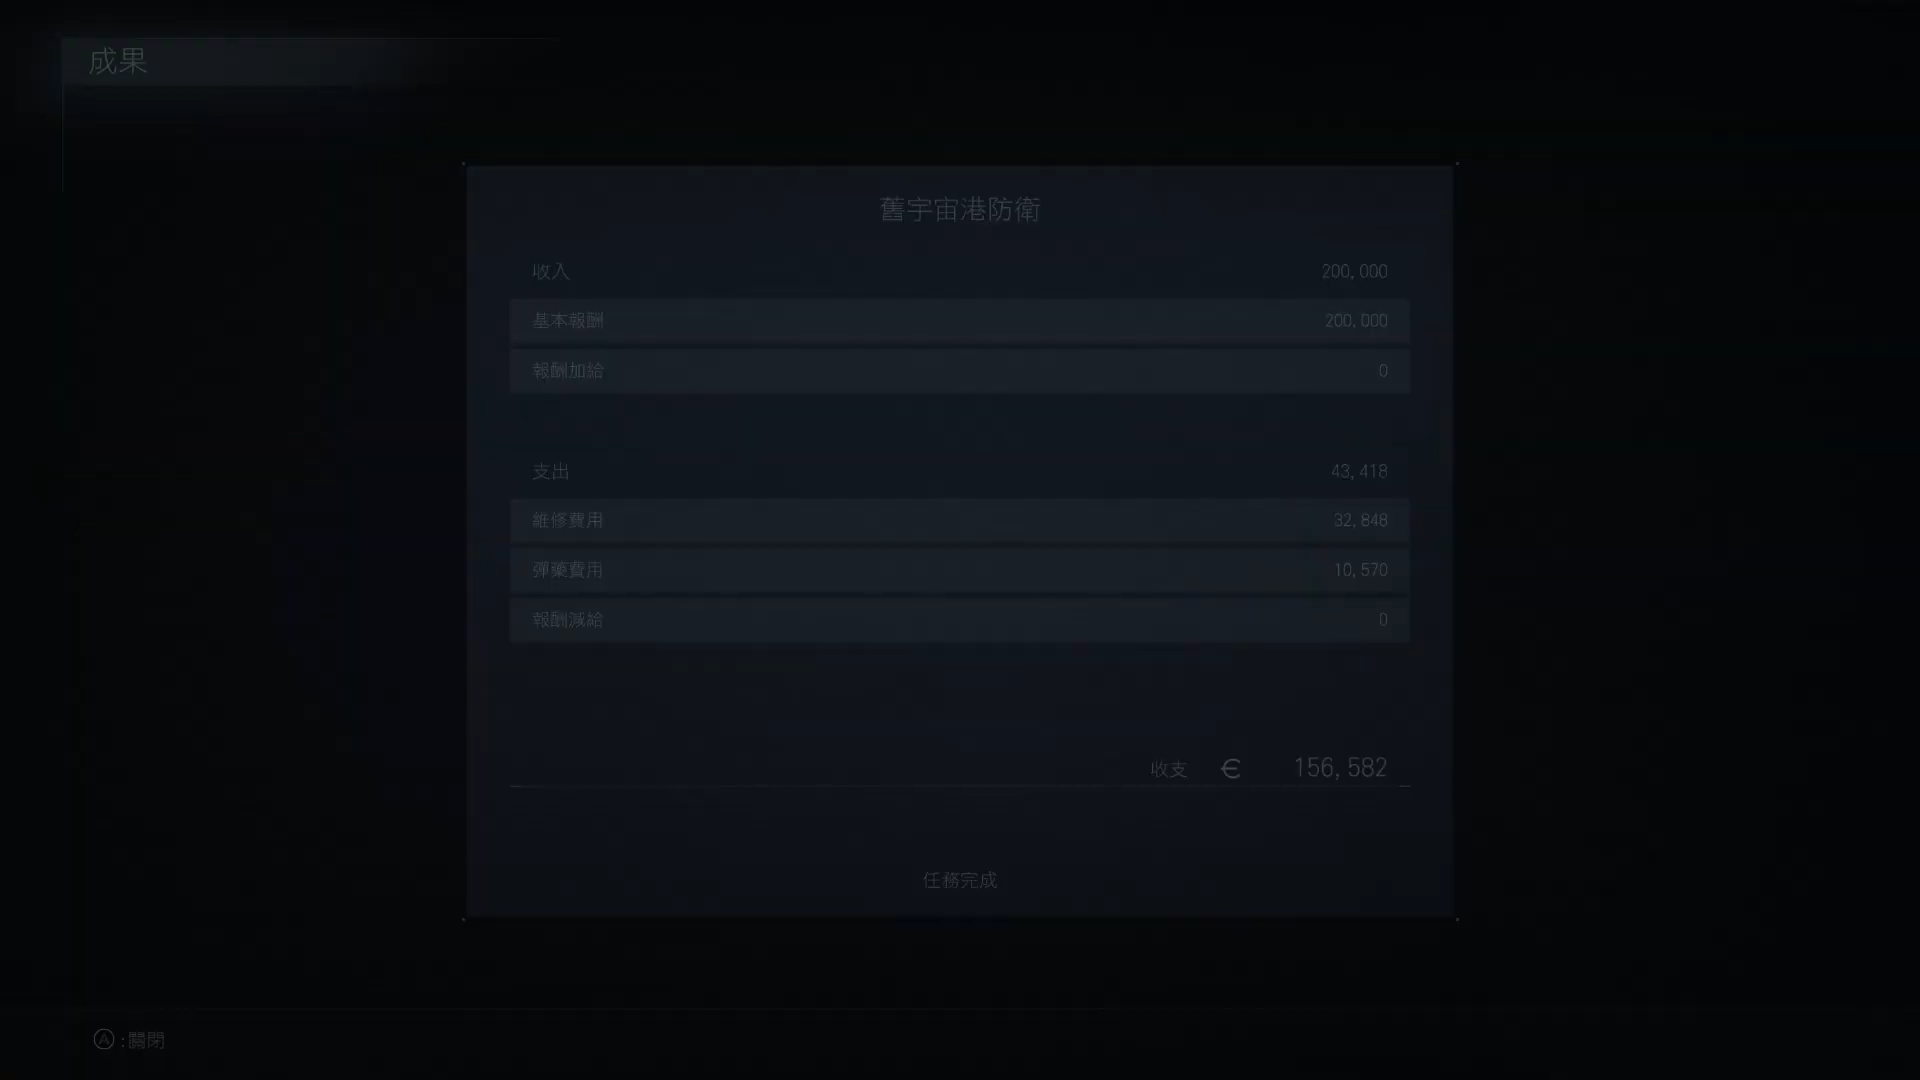 成果
舊宇宙港防衛
收入 200,000
基本報酬 200,000
報酬加給 0
支出 43,418
維修費用 32,848
彈藥費用 10,570
報酬減給 0
收支 € 156,582
任務完成
Ⓐ:關閉